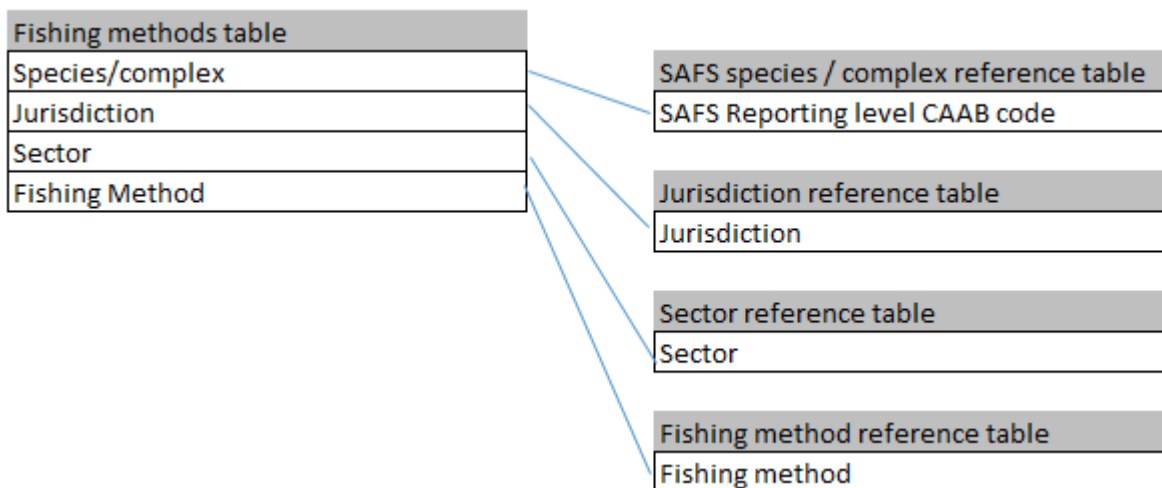 Fishing methods table
Species/complex
Jurisdiction
Sector
Fishing Method
SAFS species / complex reference table
SAFS Reporting level CAAB code
Jurisdiction reference table
Jurisdiction
Sector reference table
Sector
Fishing method reference table
Fishing method